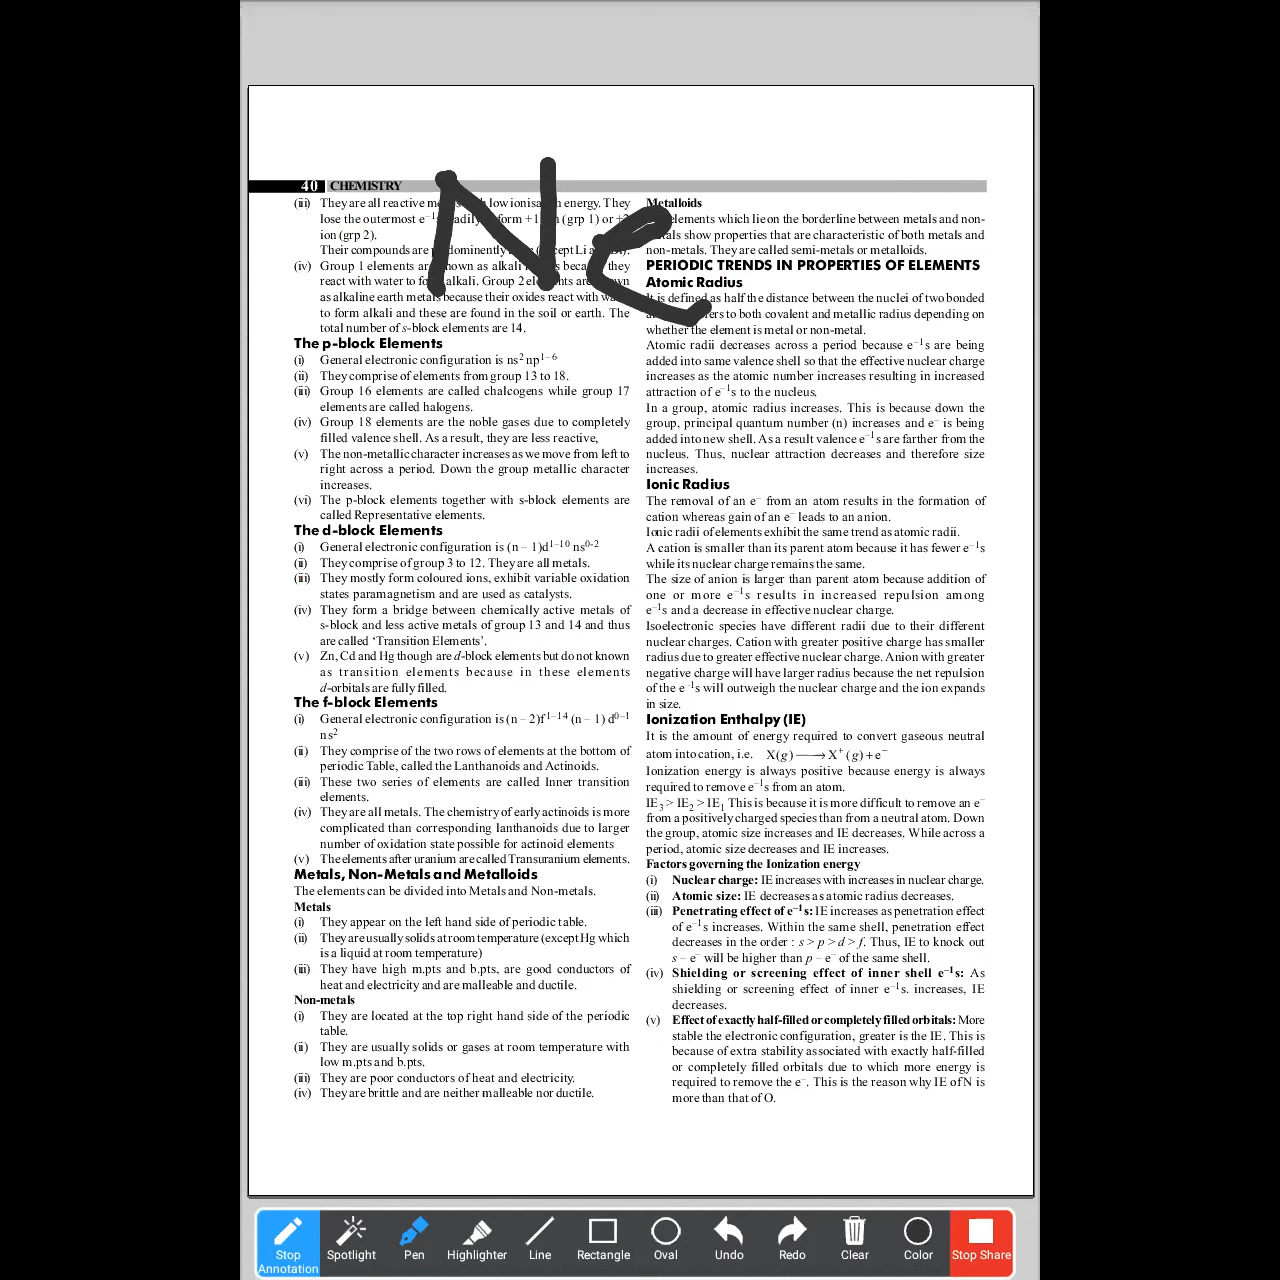 Ne
40 CHEMISTRY
(iii) They are all reactive low ionisa energy. They
lose the outermost e⁻¹ form +1 (grp 1) or +2
ion (grp 2).
Their compounds are
(iv) Group 1 elements are known as alkali because they
react with water to alkali. Group 2 are
as alkaline earth metals because their oxides react with
to form alkali and these are found in the soil or earth. The
total number of s-block elements are 14.
The p-block Elements
(i) General electronic configuration is ns² np¹⁻⁶
(ii) They comprise of elements from group 13 to 18.
(iii) Group 16 elements are called chalcogens while group 17
elements are called halogens.
(iv) Group 18 elements are the noble gases due to completely
filled valence shell. As a result, they are less reactive,
(v) The non-metallic character increases as we move from left to
right across a period. Down the group metallic character
increases.
(vi) The p-block elements together with s-block elements are
called Representative elements.
The d-block Elements
(i) General electronic configuration is (n – 1)d¹⁻¹⁰ ns⁰⁻²
(ii) They comprise of group 3 to 12. They are all metals.
(iii) They mostly form coloured ions, exhibit variable oxidation
states paramagnetism and are used as catalysts.
(iv) They form a bridge between chemically active metals of
s-block and less active metals of group 13 and 14 and thus
are called ‘Transition Elements’.
(v) Zn, Cd and Hg though are d-block elements but do not known
as transition elements because in these elements
d-orbitals are fully filled.
The f-block Elements
(i) General electronic configuration is (n – 2)f¹⁻¹⁴ (n – 1) d⁰⁻¹
ns²
(ii) They comprise of the two rows of elements at the bottom of
periodic Table, called the Lanthanoids and Actinoids.
(iii) These two series of elements are called Inner transition
elements.
(iv) They are all metals. The chemistry of early actinoids is more
complicated than corresponding lanthanoids due to larger
number of oxidation state possible for actinoid elements
(v) The elements after uranium are called Transuranium elements.
Metals, Non-Metals and Metalloids
The elements can be divided into Metals and Non-metals.
Metals
(i) They appear on the left hand side of periodic table.
(ii) They are usually solids at room temperature (except Hg which
is a liquid at room temperature)
(iii) They have high m.pts and b.pts, are good conductors of
heat and electricity and are malleable and ductile.
Non-metals
(i) They are located at the top right hand side of the periodic
table.
(ii) They are usually solids or gases at room temperature with
low m.pts and b.pts.
(iii) They are poor conductors of heat and electricity.
(iv) They are brittle and are neither malleable nor ductile.
Metalloids
elements which lie on the borderline between metals and non-
metals show properties that are characteristic of both metals and
non-metals. They are called semi-metals or metalloids.
PERIODIC TRENDS IN PROPERTIES OF ELEMENTS
Atomic Radius
It is defined as half the distance between the nuclei of two bonded
to both covalent and metallic radius depending on
whether the element is metal or non-metal.
Atomic radii decreases across a period because e⁻¹s are being
added into same valence shell so that the effective nuclear charge
increases as the atomic number increases resulting in increased
attraction of e⁻¹s to the nucleus.
In a group, atomic radius increases. This is because down the
group, principal quantum number (n) increases and e⁻ is being
added into new shell. As a result valence e⁻¹s are farther from the
nucleus. Thus, nuclear attraction decreases and therefore size
increases.
Ionic Radius
The removal of an e⁻ from an atom results in the formation of
cation whereas gain of an e⁻ leads to an anion.
Ionic radii of elements exhibit the same trend as atomic radii.
A cation is smaller than its parent atom because it has fewer e⁻¹s
while its nuclear charge remains the same.
The size of anion is larger than parent atom because addition of
one or more e⁻¹s results in increased repulsion among
e⁻¹s and a decrease in effective nuclear charge.
Isoelectronic species have different radii due to their different
nuclear charges. Cation with greater positive charge has smaller
radius due to greater effective nuclear charge. Anion with greater
negative charge will have larger radius because the net repulsion
of the e⁻¹s will outweigh the nuclear charge and the ion expands
in size.
Ionization Enthalpy (IE)
It is the amount of energy required to convert gaseous neutral
atom into cation, i.e. X(g) ⟶ X⁺(g) + e⁻
Ionization energy is always positive because energy is always
required to remove e⁻¹s from an atom.
IE₃ > IE₂ > IE₁ This is because it is more difficult to remove an e⁻
from a positively charged species than from a neutral atom. Down
the group, atomic size increases and IE decreases. While across a
period, atomic size decreases and IE increases.
Factors governing the Ionization energy
(i) Nuclear charge: IE increases with increases in nuclear charge.
(ii) Atomic size: IE decreases as atomic radius decreases.
(iii) Penetrating effect of e⁻¹s: IE increases as penetration effect
of e⁻¹s increases. Within the same shell, penetration effect
decreases in the order : s > p > d > f. Thus, IE to knock out
s – e⁻ will be higher than p – e⁻ of the same shell.
(iv) Shielding or screening effect of inner shell e⁻¹s: As
shielding or screening effect of inner e⁻¹s. increases, IE
decreases.
(v) Effect of exactly half-filled or completely filled orbitals: More
stable the electronic configuration, greater is the IE. This is
because of extra stability associated with exactly half-filled
or completely filled orbitals due to which more energy is
required to remove the e⁻. This is the reason why IE of N is
more than that of O.
Stop Annotation Spotlight Pen Highlighter Line Rectangle Oval Undo Redo Clear Color Stop Share